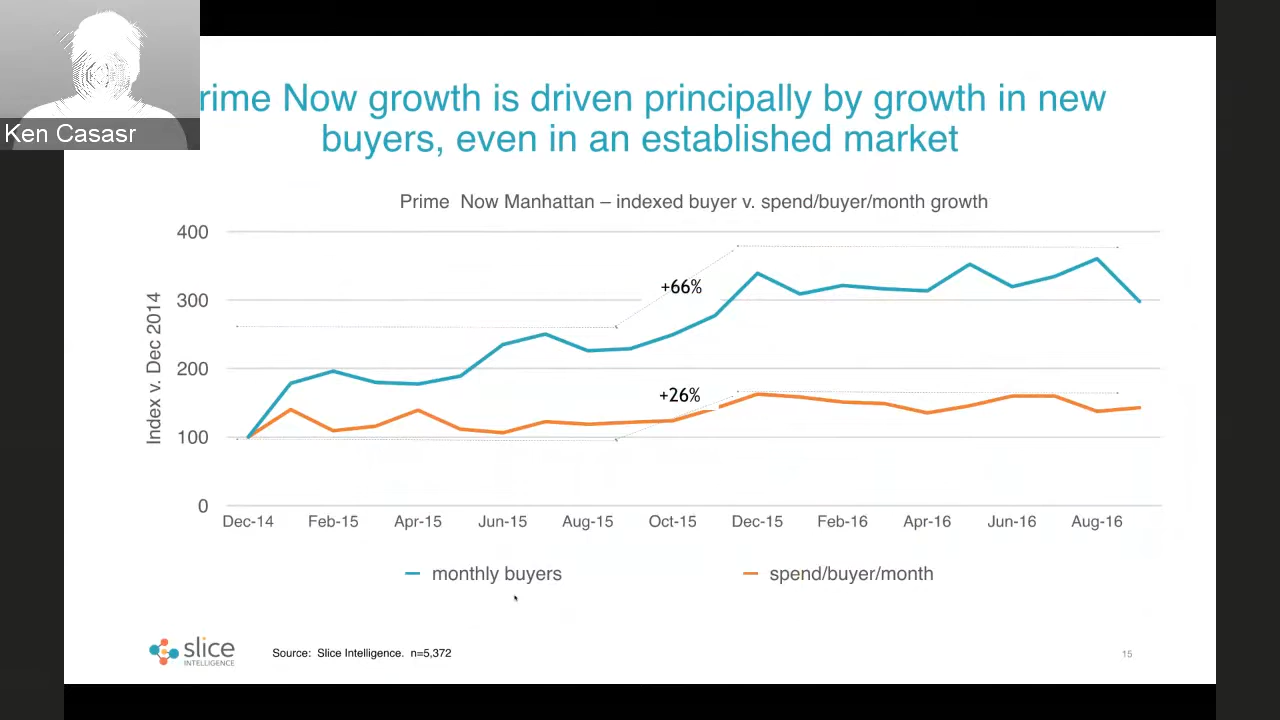 Ken Casasr
rime Now growth is driven principally by growth in new
buyers, even in an established market
Prime Now Manhattan – indexed buyer v. spend/buyer/month growth
Index v. Dec 2014
400
300
200
100
0
+66%
+26%
Dec-14 Feb-15 Apr-15 Jun-15 Aug-15 Oct-15 Dec-15 Feb-16 Apr-16 Jun-16 Aug-16
monthly buyers spend/buyer/month
slice
INTELLIGENCE
Source: Slice Intelligence. n=5,372
15